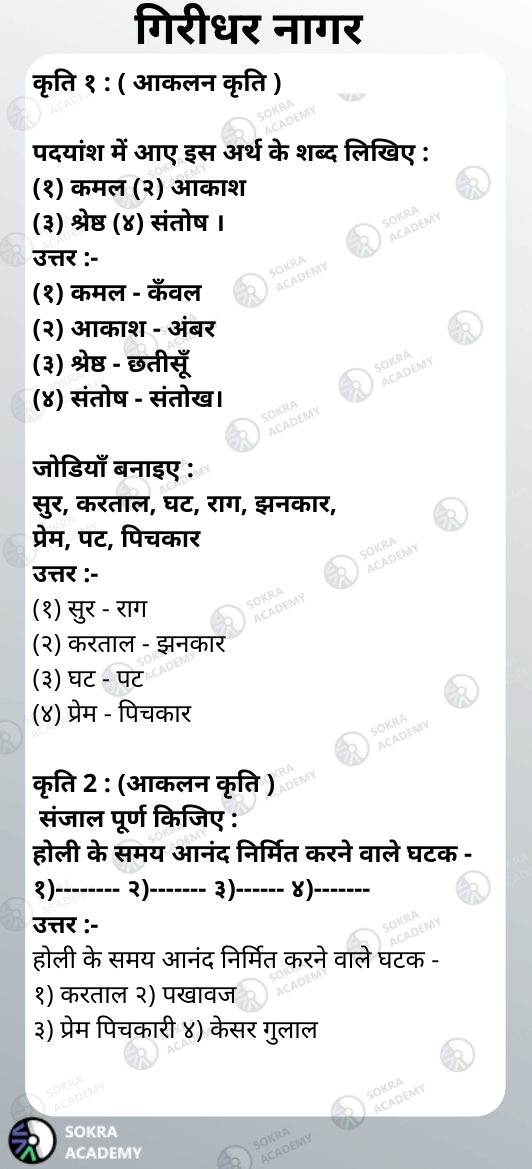 गिरीधर नागर
कृति १ : ( आकलन कृति )
पदयांश में आए इस अर्थ के शब्द लिखिए :
(१) कमल (२) आकाश
(३) श्रेष्ठ (४) संतोष ।
उत्तर :-
(१) कमल - कँवल
(२) आकाश - अंबर
(३) श्रेष्ठ - छतीसूँ
(४) संतोष - संतोख।
जोडियाँ बनाइए :
सुर, करताल, घट, राग, झनकार,
प्रेम, पट, पिचकार
उत्तर :-
(१) सुर - राग
(२) करताल - झनकार
(३) घट - पट
(४) प्रेम - पिचकार
कृति 2 : (आकलन कृति )
संजाल पूर्ण किजिए :
होली के समय आनंद निर्मित करने वाले घटक -
१)-------- २)------- ३)------ ४)-------
उत्तर :-
होली के समय आनंद निर्मित करने वाले घटक -
१) करताल २) पखावज
३) प्रेम पिचकारी ४) केसर गुलाल
SOKRA
ACADEMY